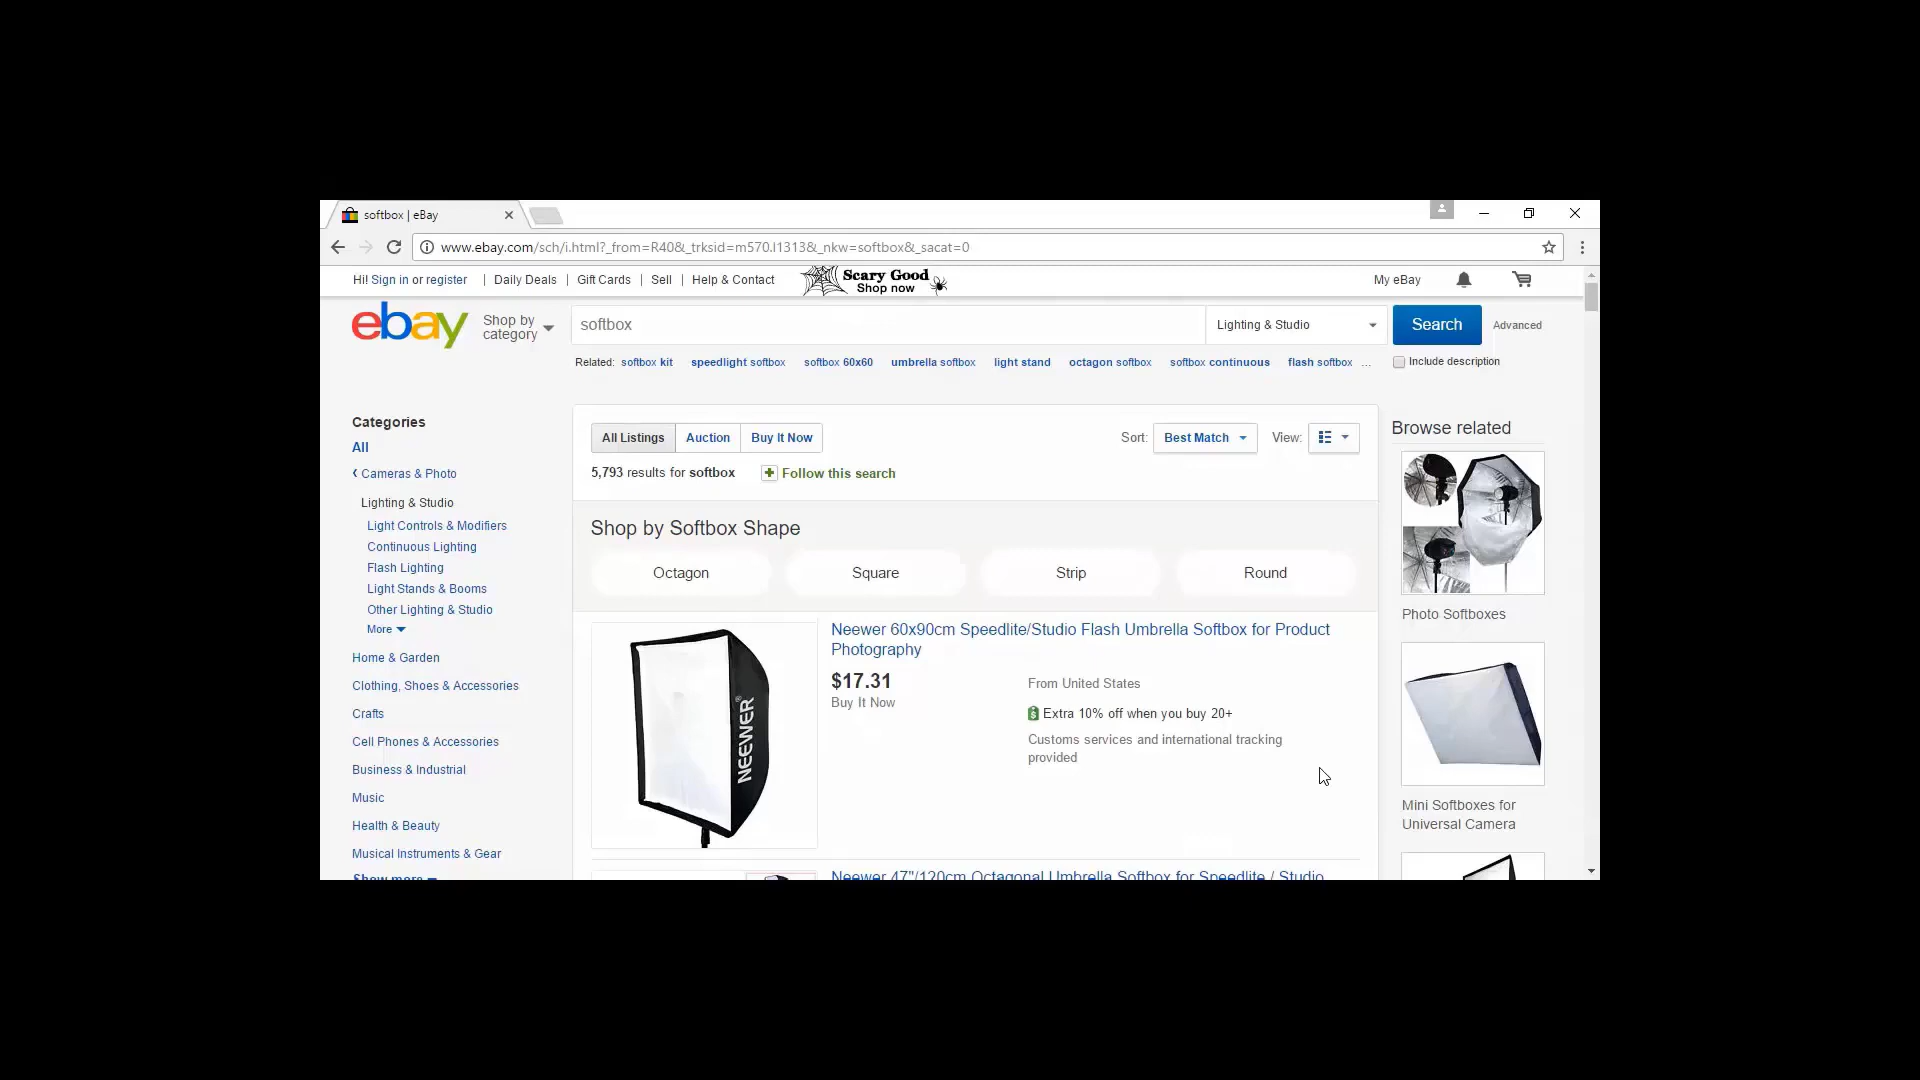 softbox | eBay
www.ebay.com/sch/i.html?_from=R40&_trksid=m570.l1313&_nkw=softbox&_sacat=0
Hi! Sign in or register | Daily Deals | Gift Cards | Sell | Help & Contact
Scary Good
Shop now
My eBay
ebay
Shop by
category
softbox
Lighting & Studio
Search
Advanced
Related: softbox kit speedlight softbox softbox 60x60 umbrella softbox light stand octagon softbox softbox continuous flash softbox ...
Include description
Categories
All
Cameras & Photo
Lighting & Studio
Light Controls & Modifiers
Continuous Lighting
Flash Lighting
Light Stands & Booms
Other Lighting & Studio
More
Home & Garden
Clothing, Shoes & Accessories
Crafts
Cell Phones & Accessories
Business & Industrial
Music
Health & Beauty
Musical Instruments & Gear
Show more
All Listings Auction Buy It Now
Sort: Best Match View:
5,793 results for softbox
Follow this search
Shop by Softbox Shape
Octagon Square Strip Round
NEEWER
Neewer 60x90cm Speedlite/Studio Flash Umbrella Softbox for Product
Photography
$17.31
Buy It Now
From United States
Extra 10% off when you buy 20+
Customs services and international tracking
provided
Neewer 47"/120cm Octagonal Umbrella Softbox for Speedlite / Studio
Browse related
Photo Softboxes
Mini Softboxes for
Universal Camera